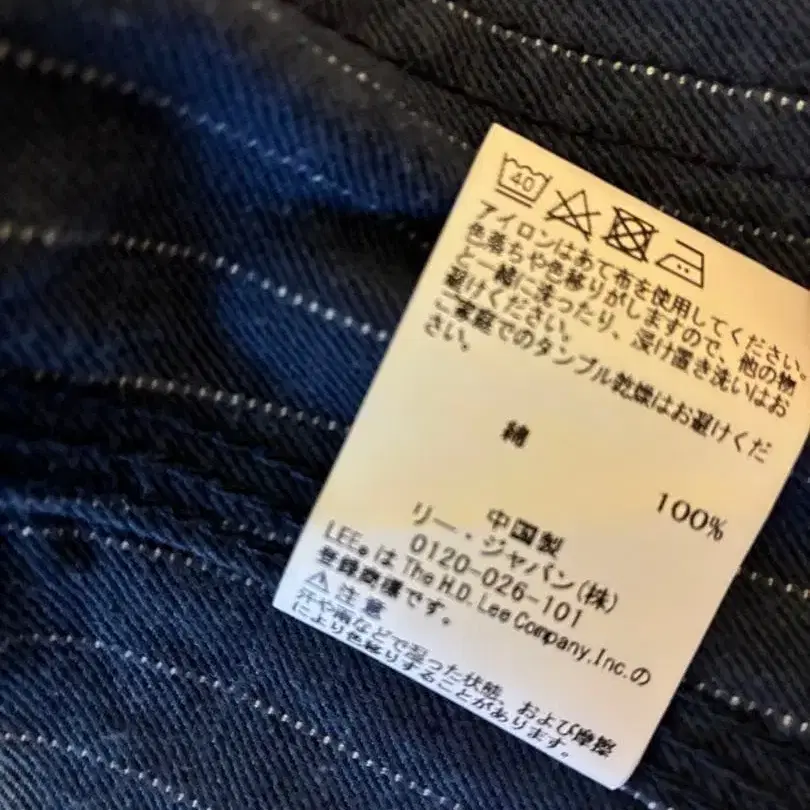 40
アイロンはあて布を使用してください。
色落ちや色移りがしますので、他の物
と一緒に洗ったり、浸け置き洗いはお
避けください。
ご家庭でのタンブル乾燥はお避けくだ
さい。
綿
100%
中国製
リー・ジャパン(株)
0120-026-101
LEE®は The H.D. Lee Company,Inc.の
登録商標です。
⚠注意
汗や雨などで湿った状態、および摩擦
により色移りすることがあります。